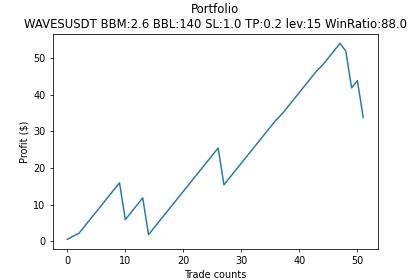 Portfolio
WAVESUSDT BBM:2.6 BBL:140 SL:1.0 TP:0.2 lev:15 WinRatio:88.0
50
40
30
20
10
0
Profit ($)
0 10 20 30 40 50
Trade counts